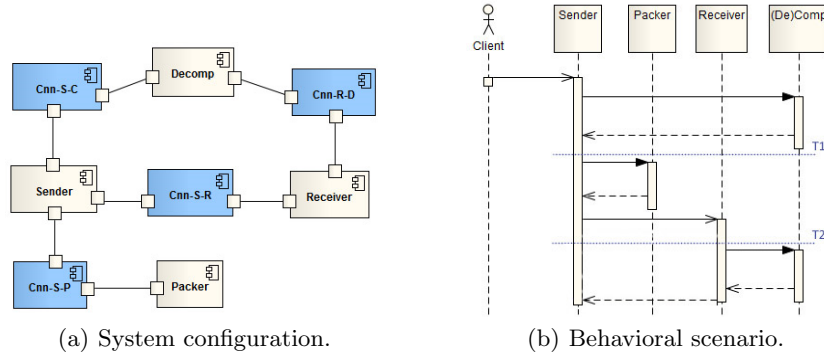 Cnn-S-C
Decomp
Cnn-R-D
Sender
Cnn-S-R
Receiver
Cnn-S-P
Packer
(a) System configuration.
Client
Sender
Packer
Receiver
(De)Comp
T1
T2
(b) Behavioral scenario.